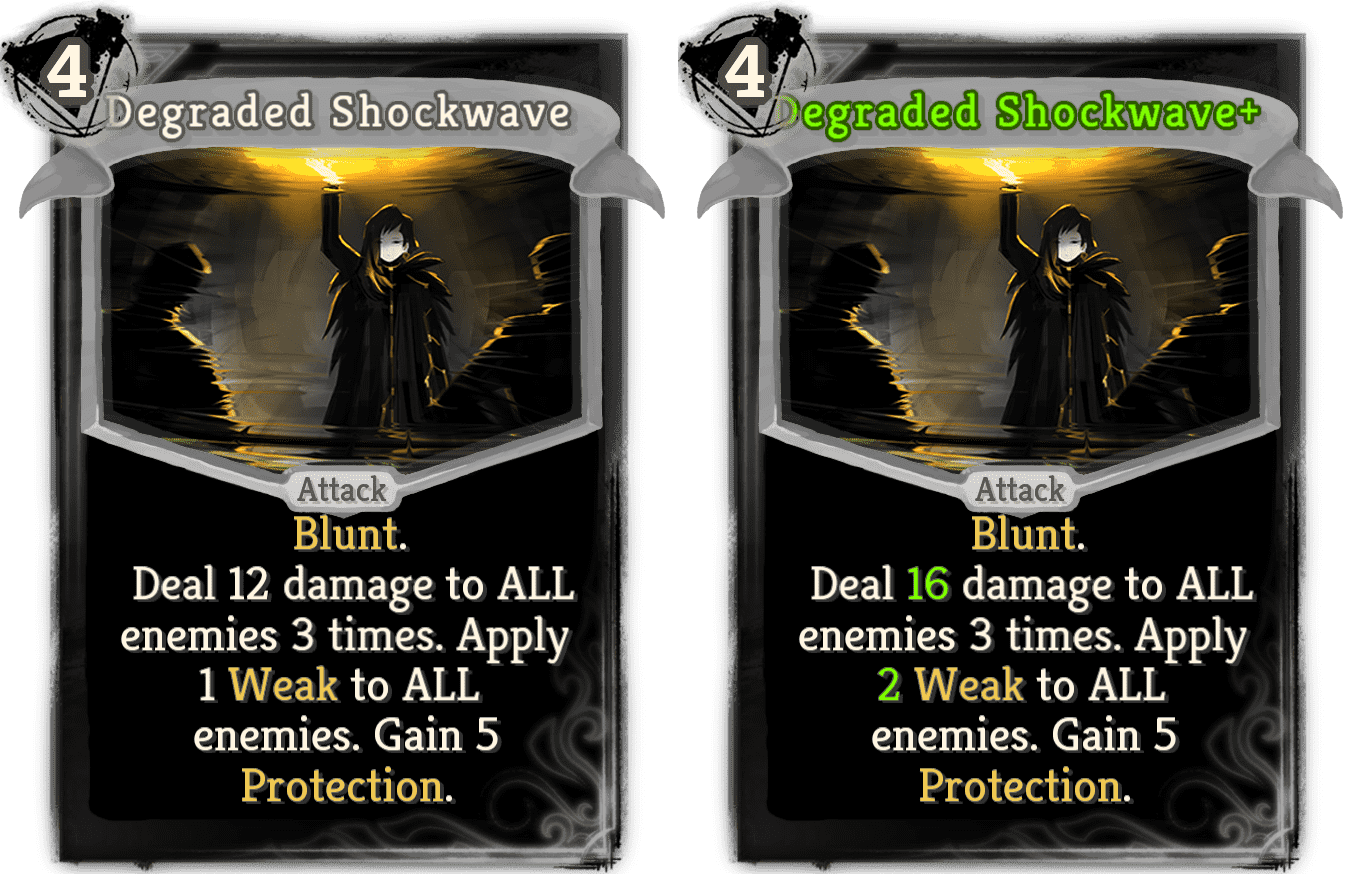 4
Degraded Shockwave
Attack
Blunt.
Deal 12 damage to ALL
enemies 3 times. Apply
1 Weak to ALL
enemies. Gain 5
Protection.
4
Degraded Shockwave+
Attack
Blunt.
Deal 16 damage to ALL
enemies 3 times. Apply
2 Weak to ALL
enemies. Gain 5
Protection.